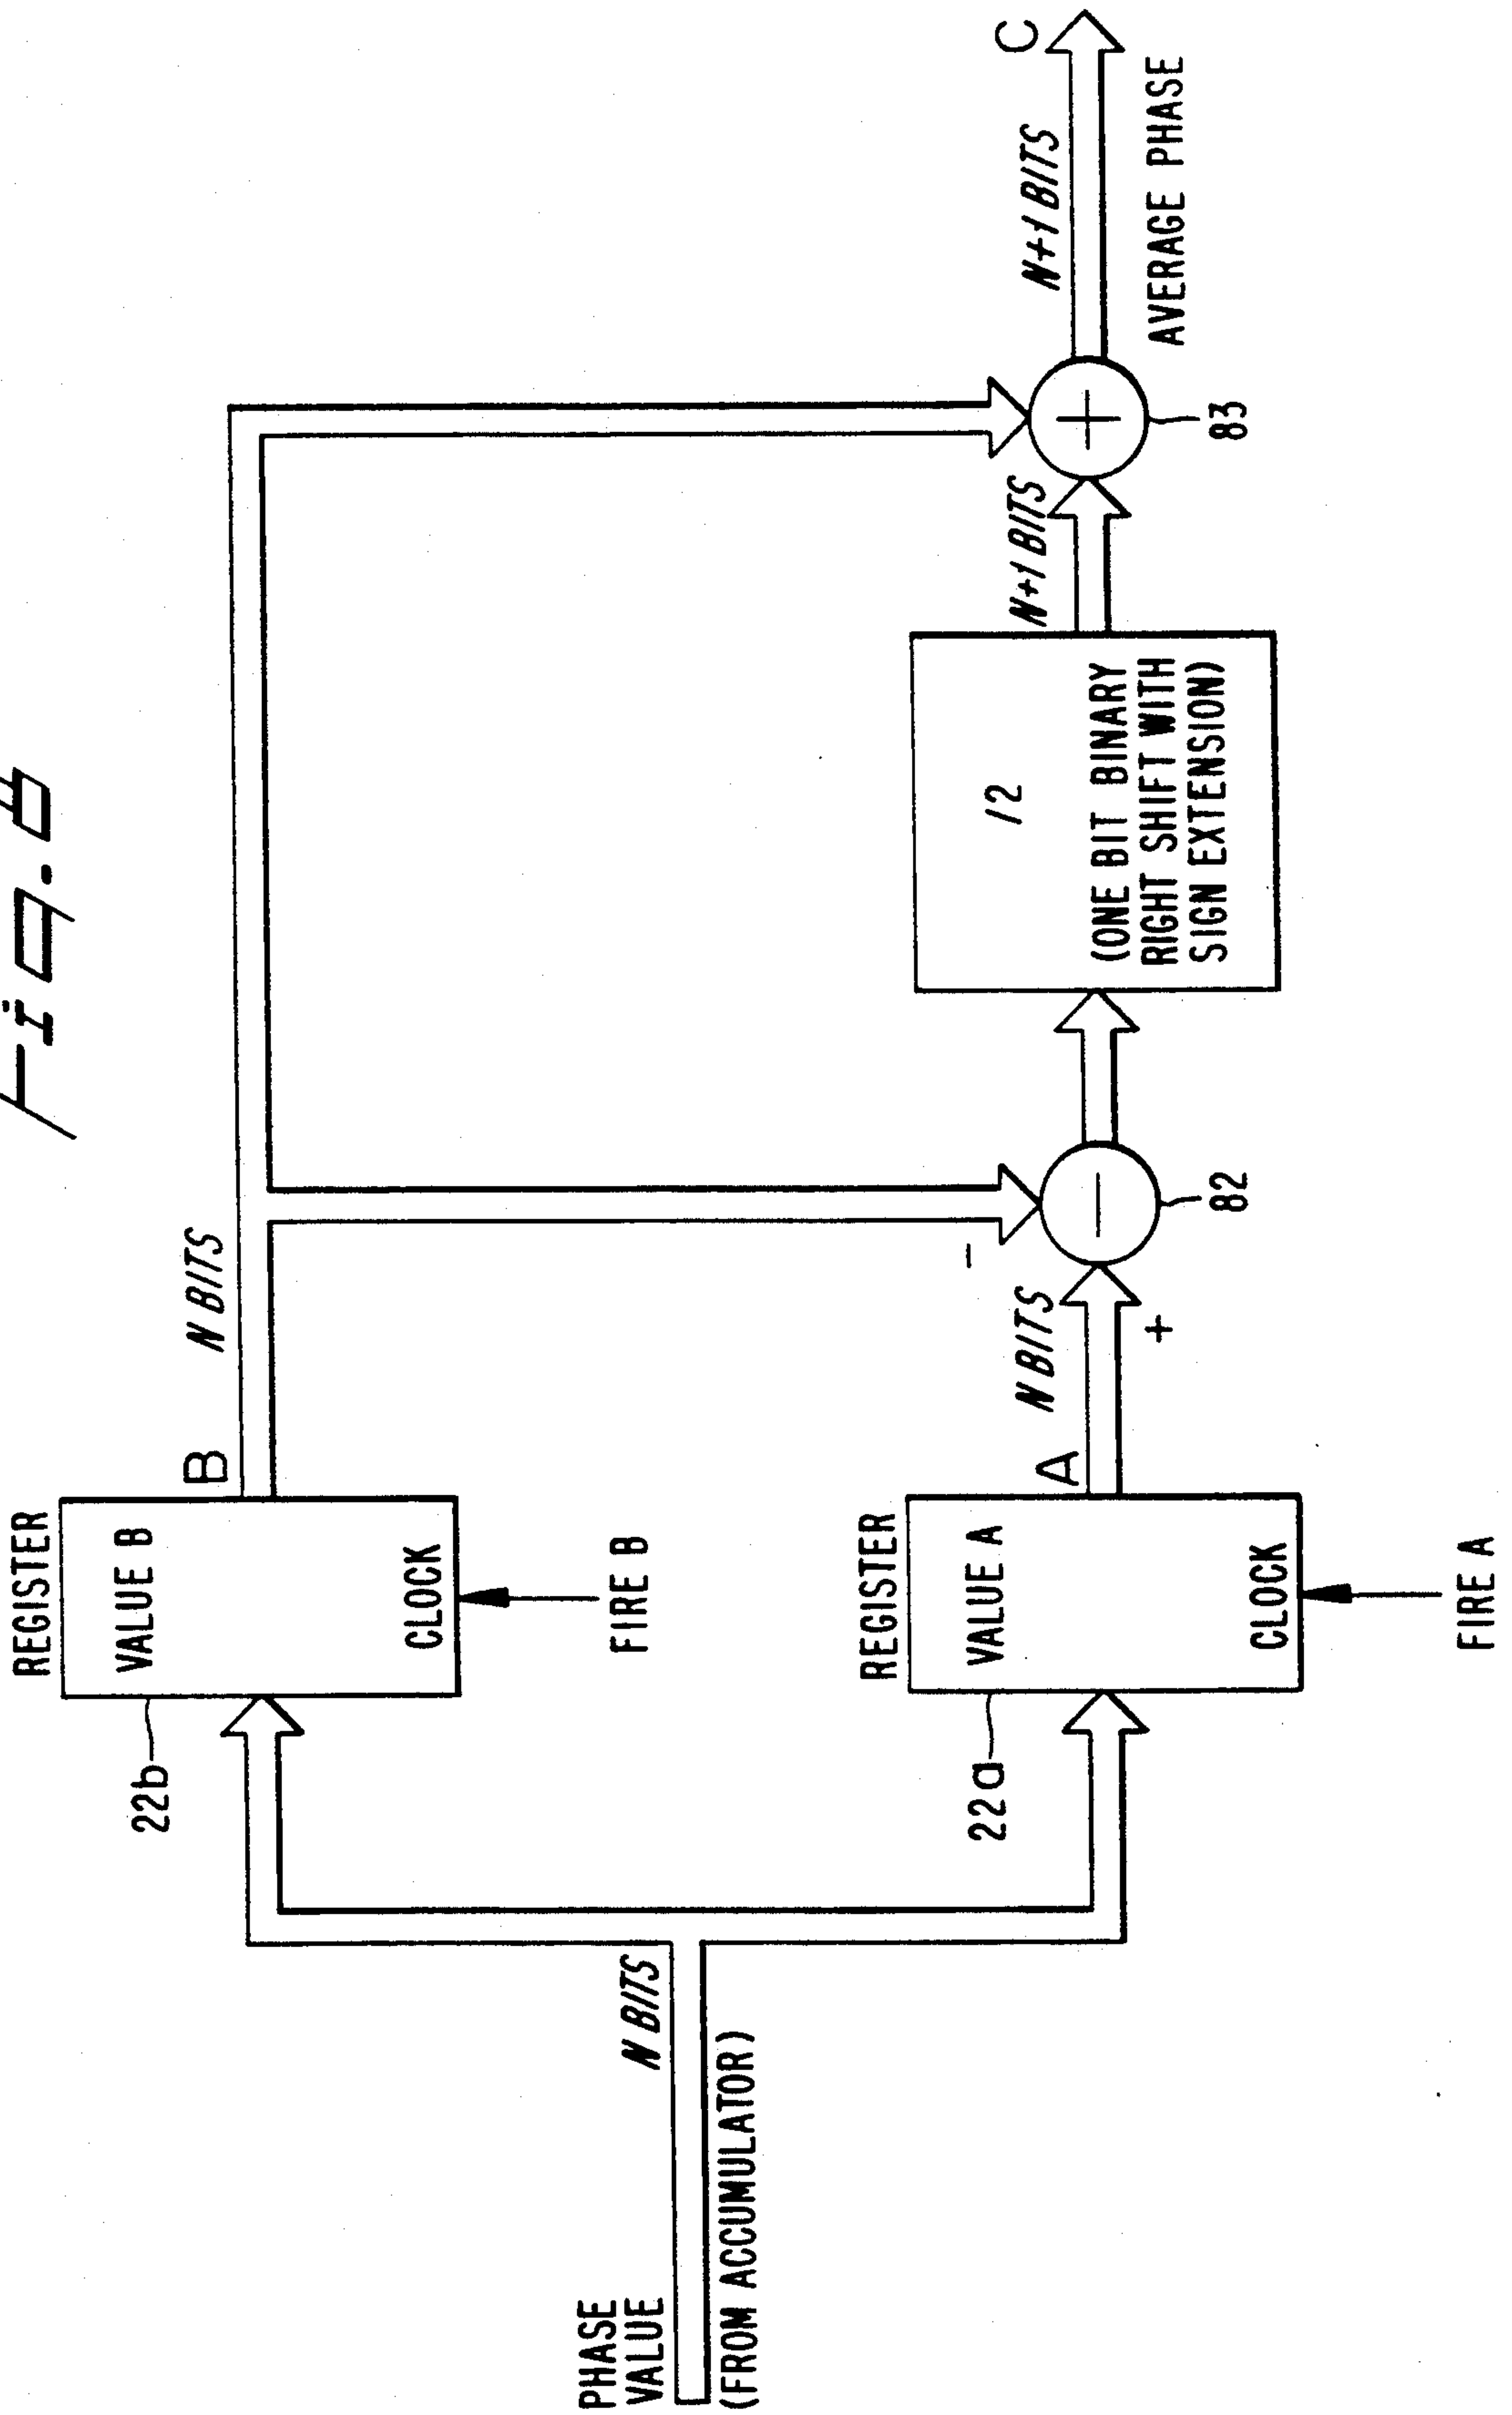 Fig. 8
PHASE
VALUE
(FROM ACCUMULATOR)
N BITS
22b
REGISTER
VALUE B
CLOCK
FIRE B
B
N BITS
22a
REGISTER
VALUE A
CLOCK
FIRE A
A
N BITS
+
-
−
82
/2
(ONE BIT BINARY
RIGHT SHIFT WITH
SIGN EXTENSION)
N+1 BITS
+
83
N+1 BITS
C
AVERAGE PHASE